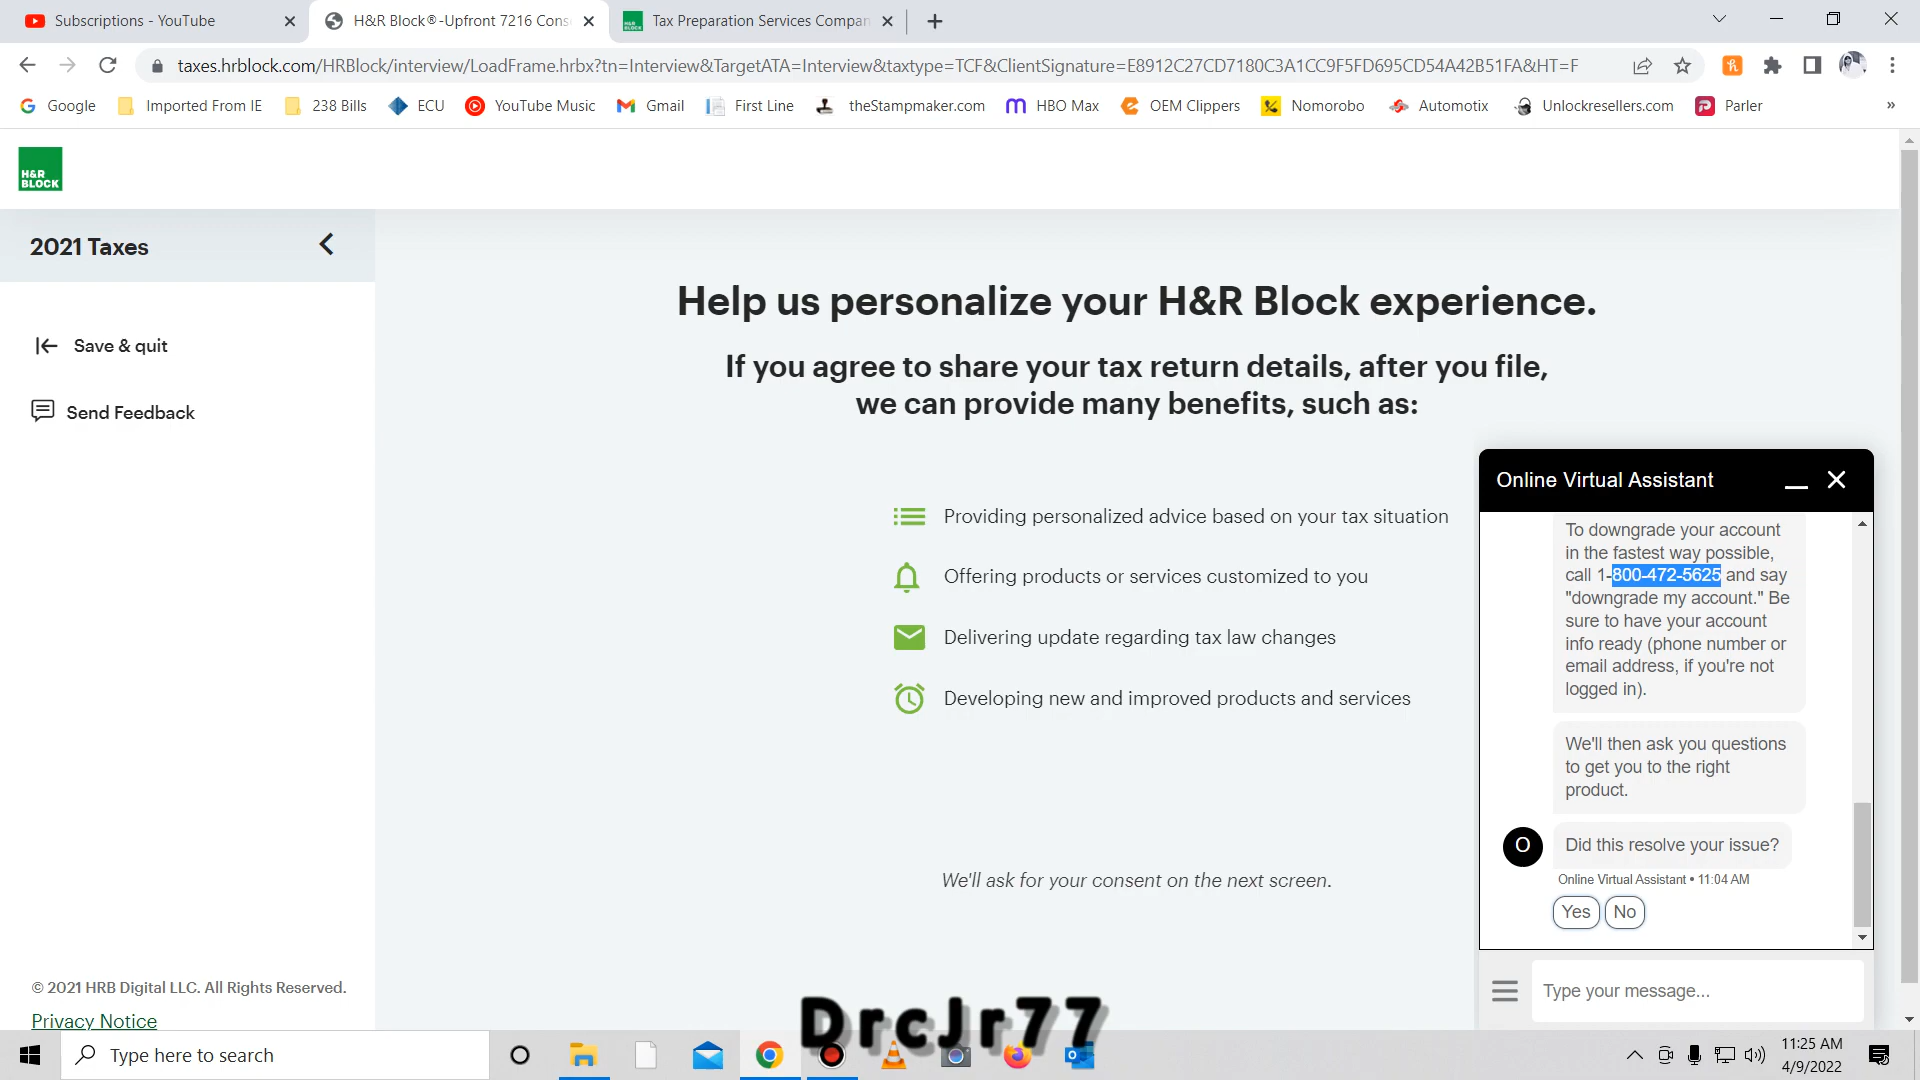 Subscriptions - YouTube
H&R Block®-Upfront 7216 Cons
Tax Preparation Services Compan
taxes.hrblock.com/HRBlock/interview/LoadFrame.hrbx?tn=Interview&TargetATA=Interview&taxtype=TCF&ClientSignature=E8912C27CD7180C3A1CC9F5FD695CD54A42B51FA&HT=F
Google
Imported From IE
238 Bills
ECU
YouTube Music
Gmail
First Line
theStampmaker.com
HBO Max
OEM Clippers
Nomorobo
Automotix
Unlockresellers.com
Parler
»
H&R
BLOCK
2021 Taxes
Save & quit
Send Feedback
Help us personalize your H&R Block experience.
If you agree to share your tax return details, after you file,
we can provide many benefits, such as:
Providing personalized advice based on your tax situation
Offering products or services customized to you
Delivering update regarding tax law changes
Developing new and improved products and services
We'll ask for your consent on the next screen.
Online Virtual Assistant
To downgrade your account
in the fastest way possible,
call 1-800-472-5625 and say
"downgrade my account." Be
sure to have your account
info ready (phone number or
email address, if you're not
logged in).
We'll then ask you questions
to get you to the right
product.
O
Did this resolve your issue?
Online Virtual Assistant • 11:04 AM
Yes
No
Type your message...
© 2021 HRB Digital LLC. All Rights Reserved.
Privacy Notice
DrcJr77
Type here to search
11:25 AM
4/9/2022